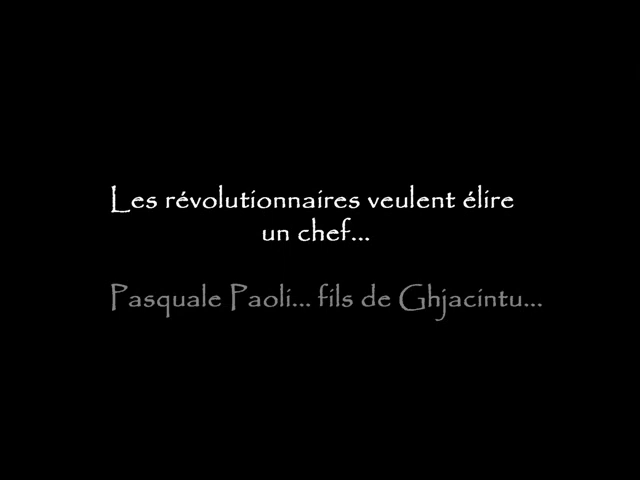 Les révolutionnaires veulent élire
un chef...
Pasquale Paoli... fils de Ghjacintu...